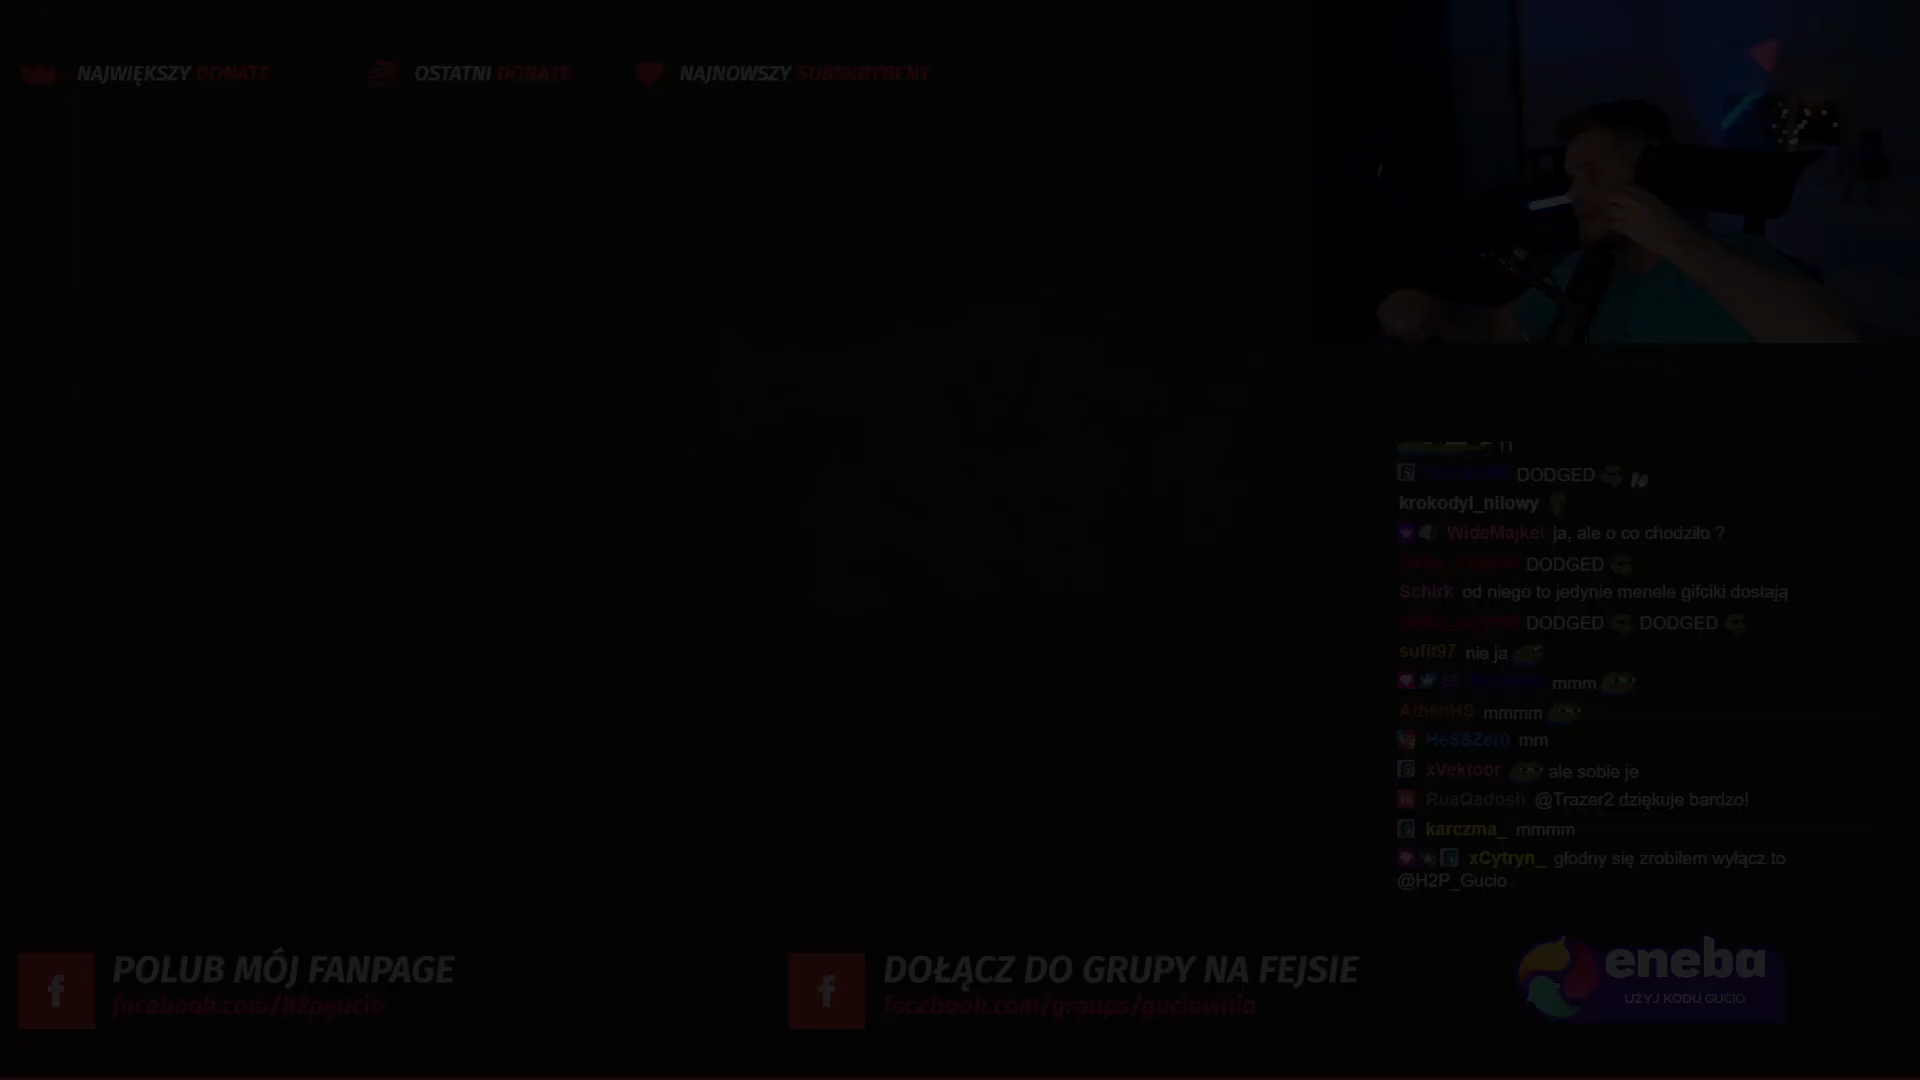 NAJWIĘKSZY DONATE
OSTATNI DONATE
NAJNOWSZY SUBSKRYBENT
DODGED
krokodyl_nilowy
WideMajkel ja, ale o co chodziło ?
DODGED
Schirk od niego to jedynie menele gifciki dostają
DODGED DODGED
sufit97 nie ja
mmm
AthenHS mmmm
HeSSZer0 mm
xVektoor ale sobie je
RuaQadosh @Trazer2 dziękuje bardzo!
karczma_ mmmm
xCytryn_ głodny się zrobiłem wyłącz to
@H2P_Gucio
POLUB MÓJ FANPAGE
facebook.com/h2pgucio
DOŁĄCZ DO GRUPY NA FEJSIE
facebook.com/groups/guciownia
eneba
UŻYJ KODU GUCIO